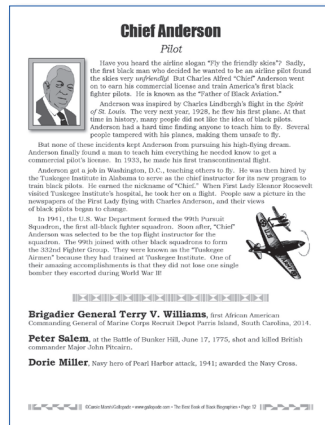 Chief Anderson
Pilot
Have you heard the airline slogan "Fly the friendly skies"? Sadly,
the first black man who decided he wanted to be an airline pilot found
the skies very unfriendly! But Charles Alfred "Chief" Anderson went
on to earn his commercial license and train America's first black
fighter pilots. He is known as the "Father of Black Aviation."
Anderson was inspired by Charles Lindbergh's flight in the Spirit
of St. Louis. The very next year, 1928, he flew his first plane. At that
time in history, many people did not like the idea of black pilots.
Anderson had a hard time finding anyone to teach him to fly. Several
people tampered with his planes, making them unsafe to fly.
But none of these incidents kept Anderson from pursuing his high-flying dream.
Anderson finally found a man to teach him everything he needed to get a
commercial pilot's license. In 1933, he made his first transcontinental flight.
Anderson got a job in Washington, D.C., teaching others to fly. He was then hired by
the Tuskegee Institute in Alabama to serve as the chief instructor for its new program to
train black pilots. He earned the nickname of "Chief." When First Lady Eleanor Roosevelt
visited Tuskegee Institute's hospital, he took her on a flight. People saw a picture in the
newspapers of the First Lady flying with Charles Anderson, and their views
of black pilots began to change.
In 1941, the U.S. War Department formed the 99th Pursuit
Squadron, the first all-black fighter squadron. Soon after, "Chief"
Anderson was selected to be the top flight instructor for the
squadron. The 99th joined with other black squadrons to form
the 332nd Fighter Group. They were known as the "Tuskegee
Airmen" because they had trained at Tuskegee Institute. One of
their amazing accomplishments is that they did not lose one single
bomber they escorted during World War II!
Brigadier General Terry V. Williams, first African American
Commanding General of Marine Corps Recruit Depot Parris Island, South Carolina, 2014.
Peter Salem, at the Battle of Bunker Hill, June 17, 1775, shot and killed British
commander Major John Pitcairn.
Dorie Miller, Navy hero of Pearl Harbor attack, 1941; awarded the Navy Cross.
©Carole Marsh/Gallopade • www.gallopade.com • The Best Book of Black Biographies • Page 12